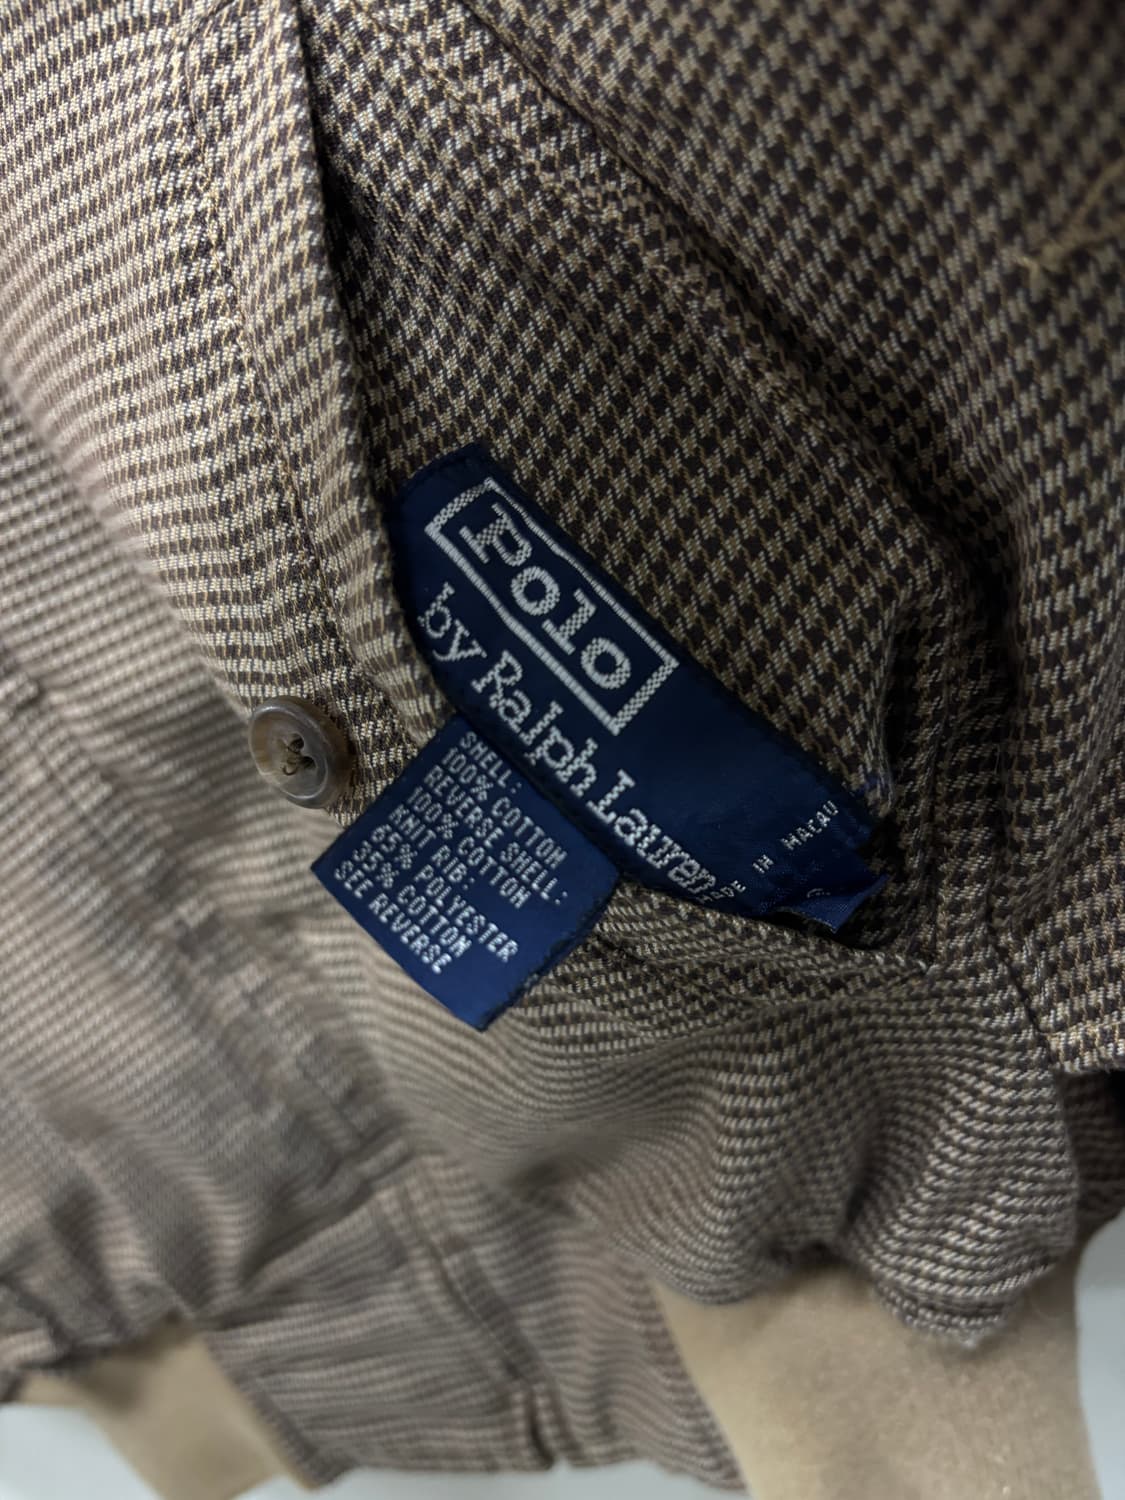 Polo
by Ralph Lauren
MADE IN MACAU
SHELL:
100% COTTON
REVERSE SHELL:
100% COTTON
KNIT RIB:
65% POLYESTER
35% COTTON
SEE REVERSE